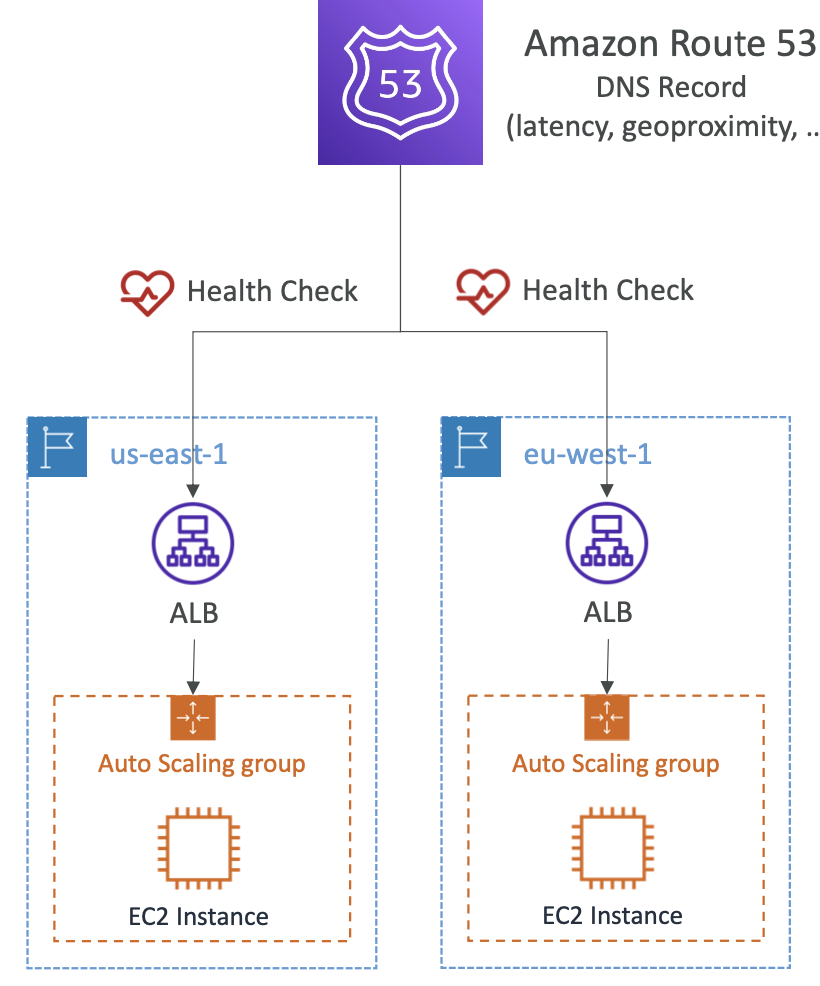 53
Amazon Route 53
DNS Record
(latency, geoproximity, ..
Health Check
Health Check
us-east-1
eu-west-1
ALB
ALB
Auto Scaling group
Auto Scaling group
EC2 Instance
EC2 Instance